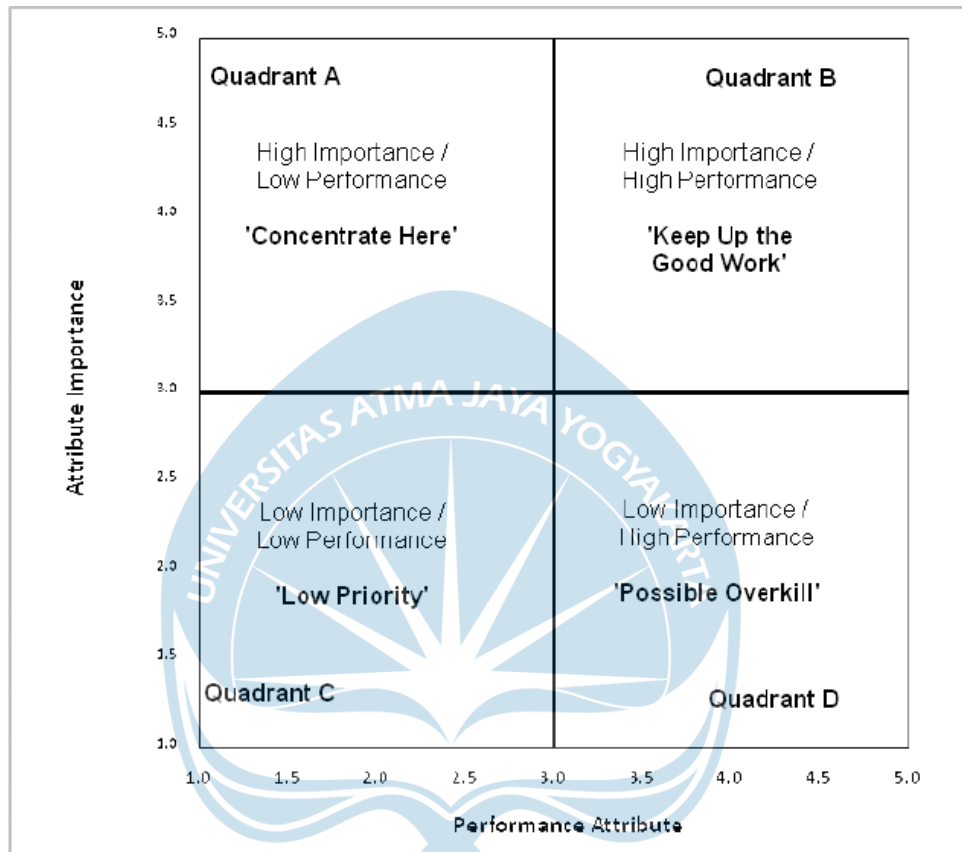 5.0
Quadrant A
Quadrant B
4.5
High Importance /
Low Performance
High Importance /
High Performance
4.0
'Concentrate Here'
'Keep Up the
Good Work'
3.5
Attribute Importance
3.0
UNIVERSITAS ATMA JAYA YOGYAKARTA
2.5
Low Importance /
Low Performance
Low Importance /
High Performance
2.0
'Low Priority'
'Possible Overkill'
1.5
Quadrant C
Quadrant D
1.0
1.0 1.5 2.0 2.5 3.0 3.5 4.0 4.5 5.0
Performance Attribute